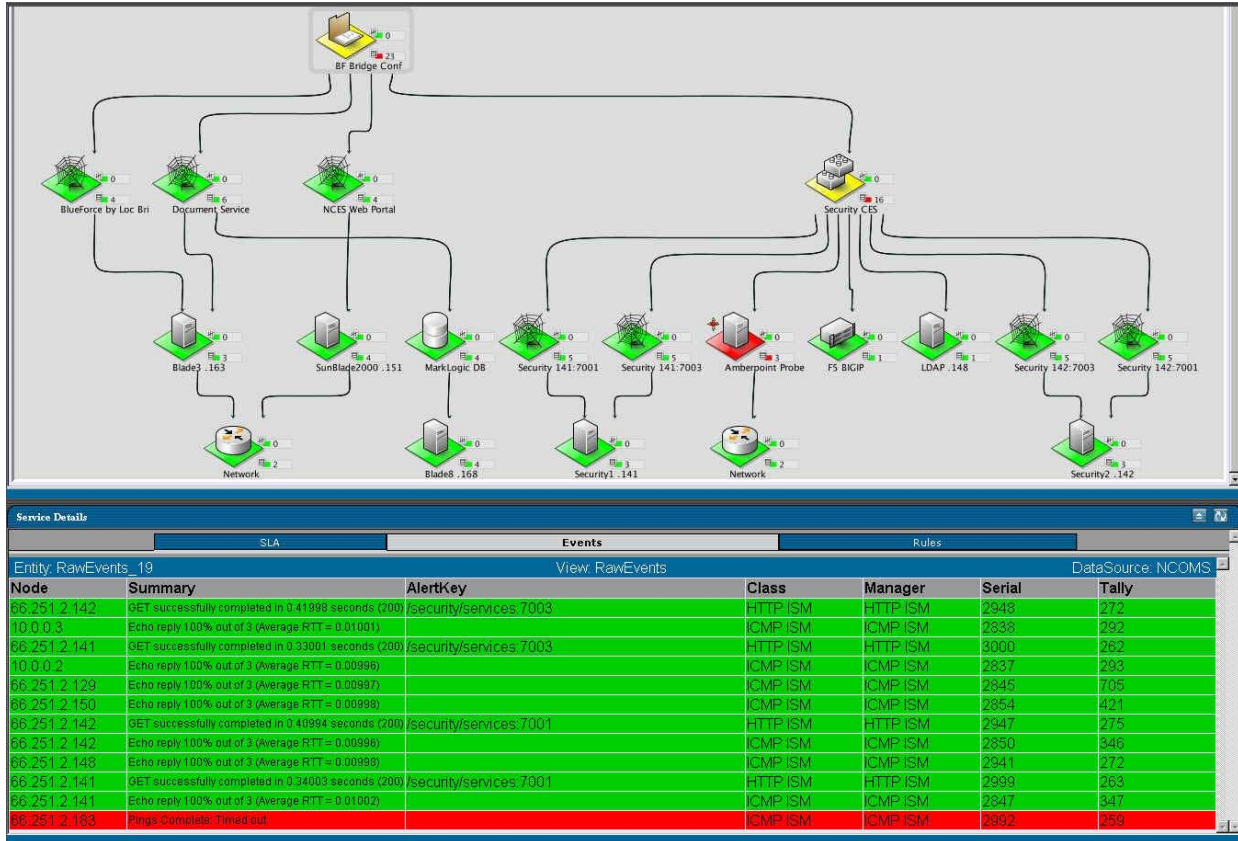 0
23
BF Bridge Conf
0 0 0 0
4 6 4 16
BlueForce by Loc Bri Document Service NCES Web Portal Security CES
0 0 0 0 0 0 0 0 0 0
3 4 4 5 5 3 1 1 5 5
Blade3 .163 SunBlade2000 .151 MarkLogic DB Security 141:7001 Security 141:7003 Amberpoint Probe F5 BIGIP LDAP .148 Security 142:7003 Security 142:7001
0 0 0 0 0
2 4 3 2 3
Network Blade8 .168 Security1 .141 Network Security2 .142
Service Details
SLA Events Rules
Entity: RawEvents_19 View: RawEvents DataSource: NCOMS
Node Summary AlertKey Class Manager Serial Tally
66.251.2.142 GET successfully completed in 0.41998 seconds (200) /security/services:7003 HTTP ISM HTTP ISM 2948 272
10.0.0.3 Echo reply 100% out of 3 (Average RTT = 0.01001) ICMP ISM ICMP ISM 2838 292
66.251.2.141 GET successfully completed in 0.33001 seconds (200) /security/services:7003 HTTP ISM HTTP ISM 3000 262
10.0.0.2 Echo reply 100% out of 3 (Average RTT = 0.00996) ICMP ISM ICMP ISM 2837 293
66.251.2.129 Echo reply 100% out of 3 (Average RTT = 0.00997) ICMP ISM ICMP ISM 2845 705
66.251.2.150 Echo reply 100% out of 3 (Average RTT = 0.00998) ICMP ISM ICMP ISM 2854 421
66.251.2.142 GET successfully completed in 0.40994 seconds (200) /security/services:7001 HTTP ISM HTTP ISM 2947 275
66.251.2.142 Echo reply 100% out of 3 (Average RTT = 0.00996) ICMP ISM ICMP ISM 2850 346
66.251.2.148 Echo reply 100% out of 3 (Average RTT = 0.00998) ICMP ISM ICMP ISM 2941 272
66.251.2.141 GET successfully completed in 0.34003 seconds (200) /security/services:7001 HTTP ISM HTTP ISM 2999 263
66.251.2.141 Echo reply 100% out of 3 (Average RTT = 0.01002) ICMP ISM ICMP ISM 2847 347
66.251.2.183 Pings Complete: Timed out ICMP ISM ICMP ISM 2992 259